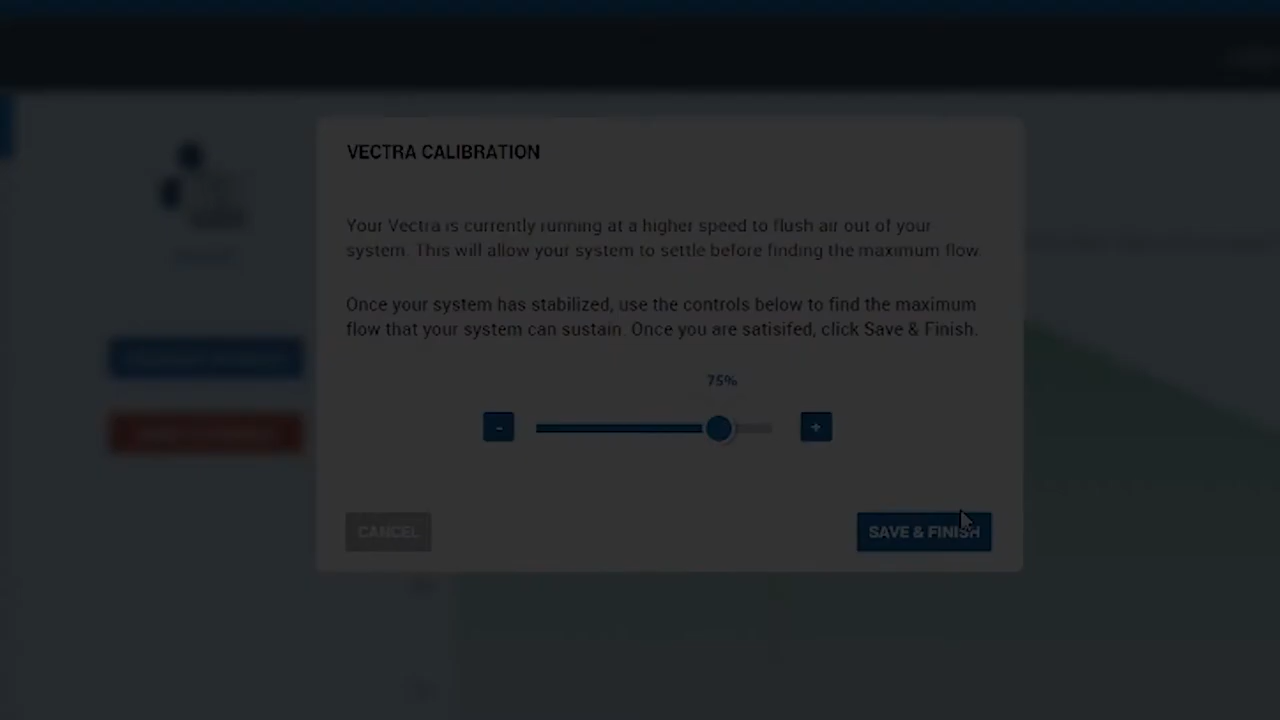 VECTRA CALIBRATION
Your Vectra is currently running at a higher speed to flush air out of your
system. This will allow your system to settle before finding the maximum flow.
Once your system has stabilized, use the controls below to find the maximum
flow that your system can sustain. Once you are satisifed, click Save & Finish.
75%
- +
CANCEL SAVE & FINISH